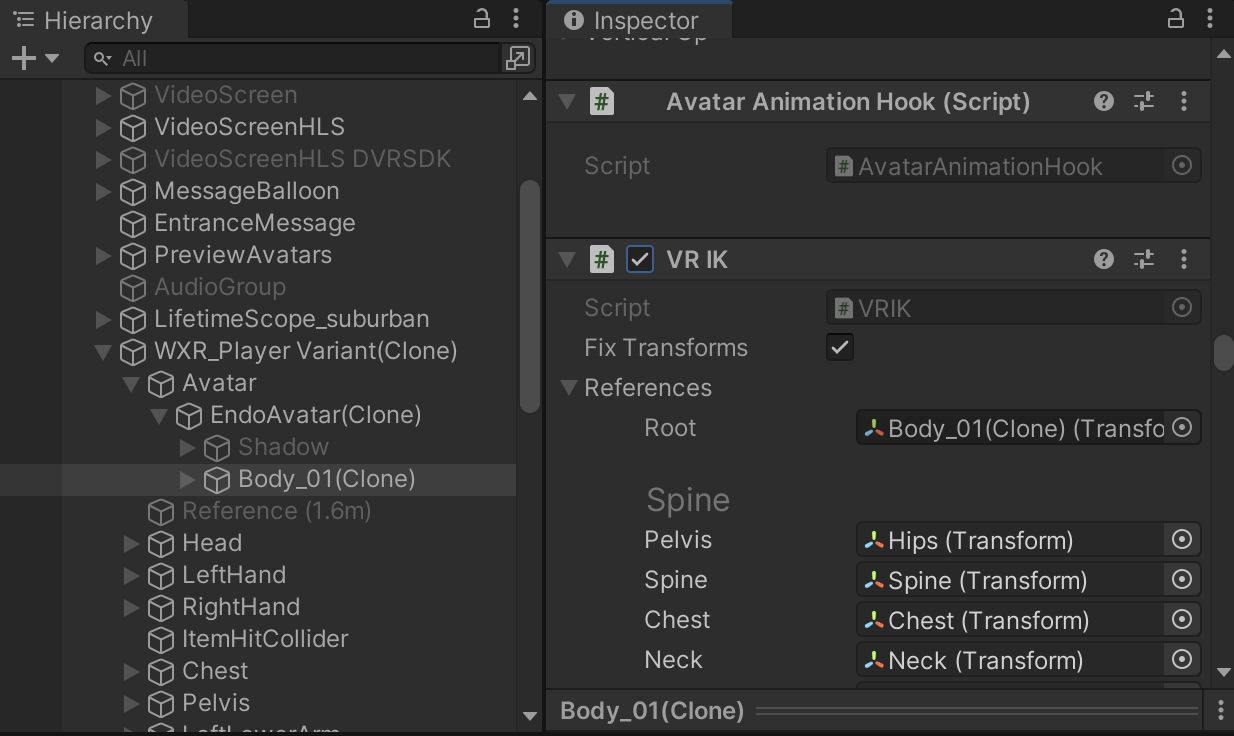 Hierarchy
All
VideoScreen
VideoScreenHLS
VideoScreenHLS DVRSDK
MessageBalloon
EntranceMessage
PreviewAvatars
AudioGroup
LifetimeScope_suburban
WXR_Player Variant(Clone)
Avatar
EndoAvatar(Clone)
Shadow
Body_01(Clone)
Reference (1.6m)
Head
LeftHand
RightHand
ItemHitCollider
Chest
Pelvis
LeftLowerArm
Inspector
Vertical Op
# Avatar Animation Hook (Script)
Script # AvatarAnimationHook
# VR IK
Script # VRIK
Fix Transforms
References
Root Body_01(Clone) (Transfo
Spine
Pelvis Hips (Transform)
Spine Spine (Transform)
Chest Chest (Transform)
Neck Neck (Transform)
Body_01(Clone)